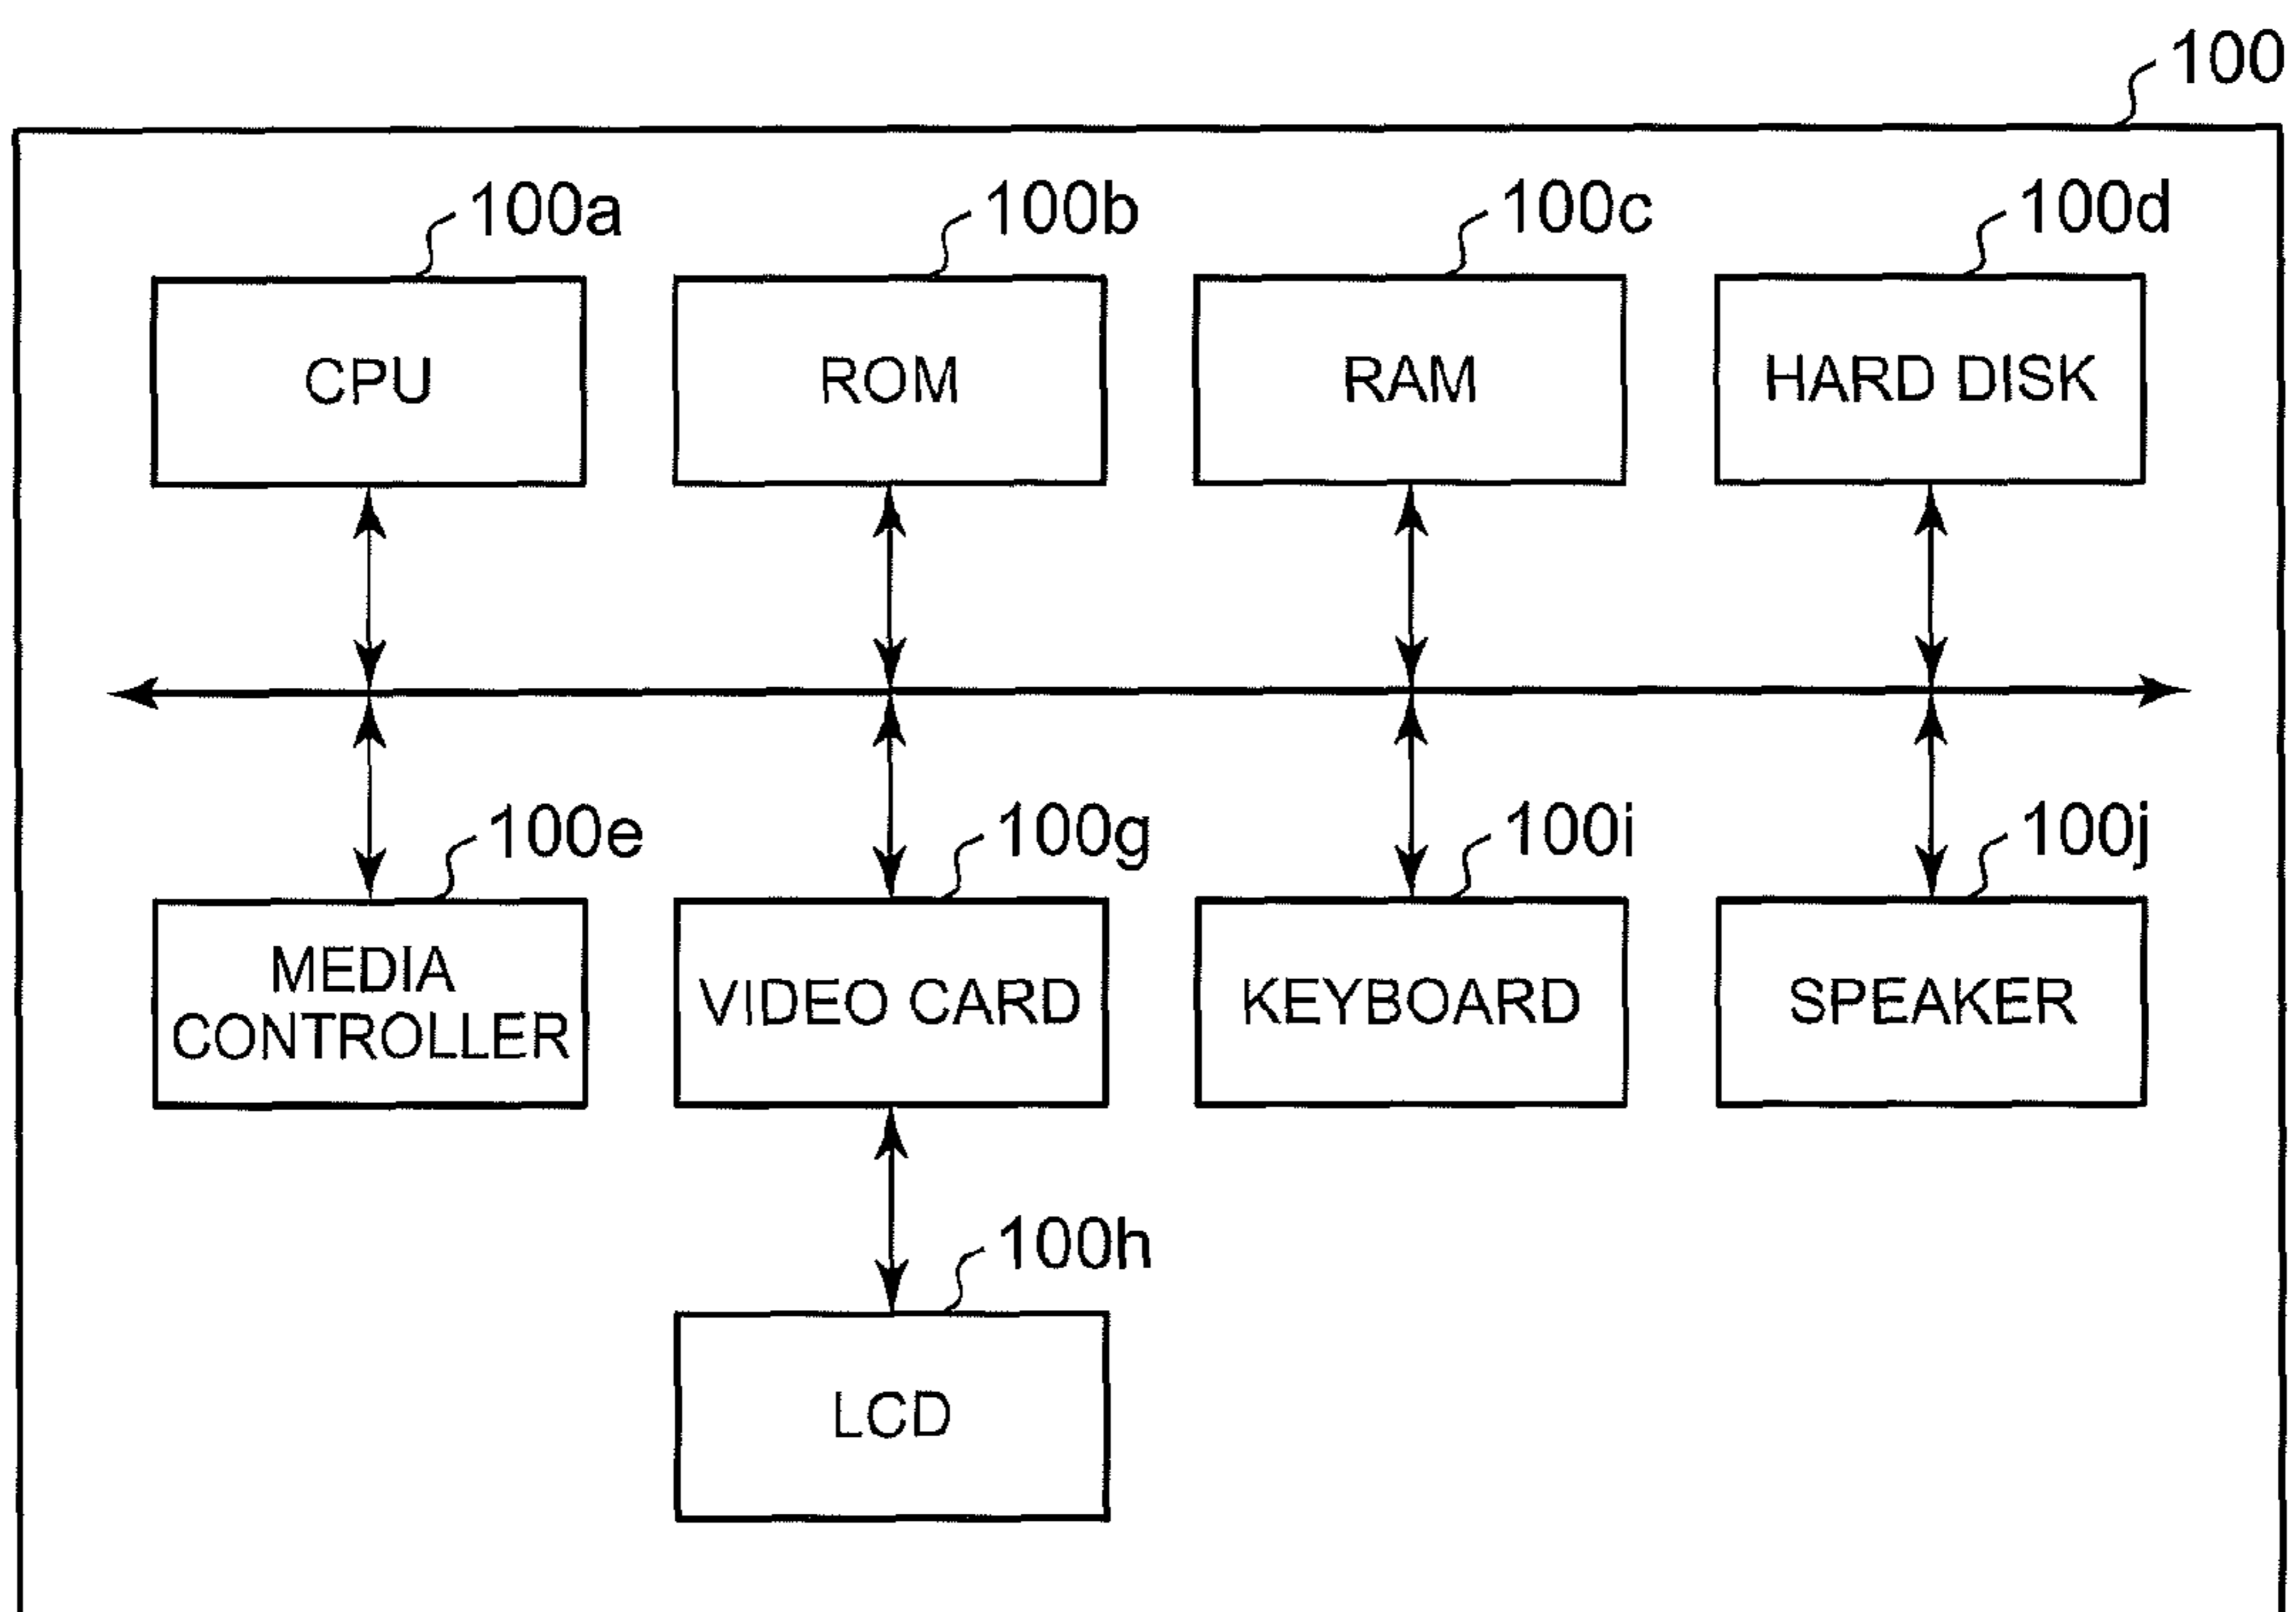 100
100a
100b
100c
100d
CPU
ROM
RAM
HARD DISK
100e
100g
100i
100j
MEDIA
CONTROLLER
VIDEO CARD
KEYBOARD
SPEAKER
100h
LCD